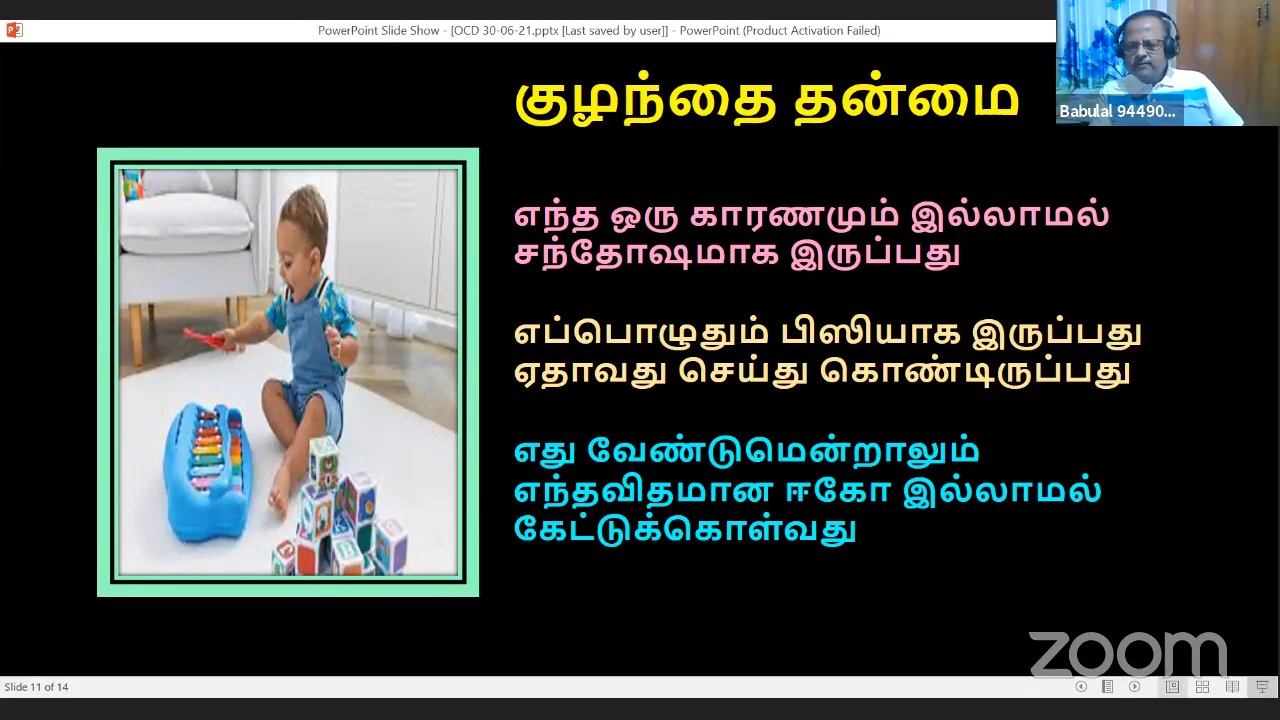 PowerPoint Slide Show - [OCD 30-06-21.pptx [Last saved by user]] - PowerPoint (Product Activation Failed)
குழந்தை தன்மை
Babulal 94490...
எந்த ஒரு காரணமும் இல்லாமல்
சந்தோஷமாக இருப்பது
எப்பொழுதும் பிஸியாக இருப்பது
ஏதாவது செய்து கொண்டிருப்பது
எது வேண்டுமென்றாலும்
எந்தவிதமான ஈகோ இல்லாமல்
கேட்டுக்கொள்வது
zoom
Slide 11 of 14